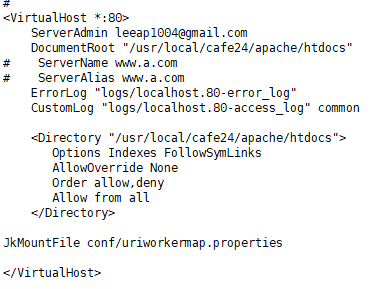 #
<VirtualHost *:80>
    ServerAdmin leeap1004@gmail.com
    DocumentRoot "/usr/local/cafe24/apache/htdocs"
#    ServerName www.a.com
#    ServerAlias www.a.com
    ErrorLog "logs/localhost.80-error_log"
    CustomLog "logs/localhost.80-access_log" common

    <Directory "/usr/local/cafe24/apache/htdocs">
       Options Indexes FollowSymLinks
       AllowOverride None
       Order allow,deny
       Allow from all
    </Directory>

JkMountFile conf/uriworkermap.properties

</VirtualHost>